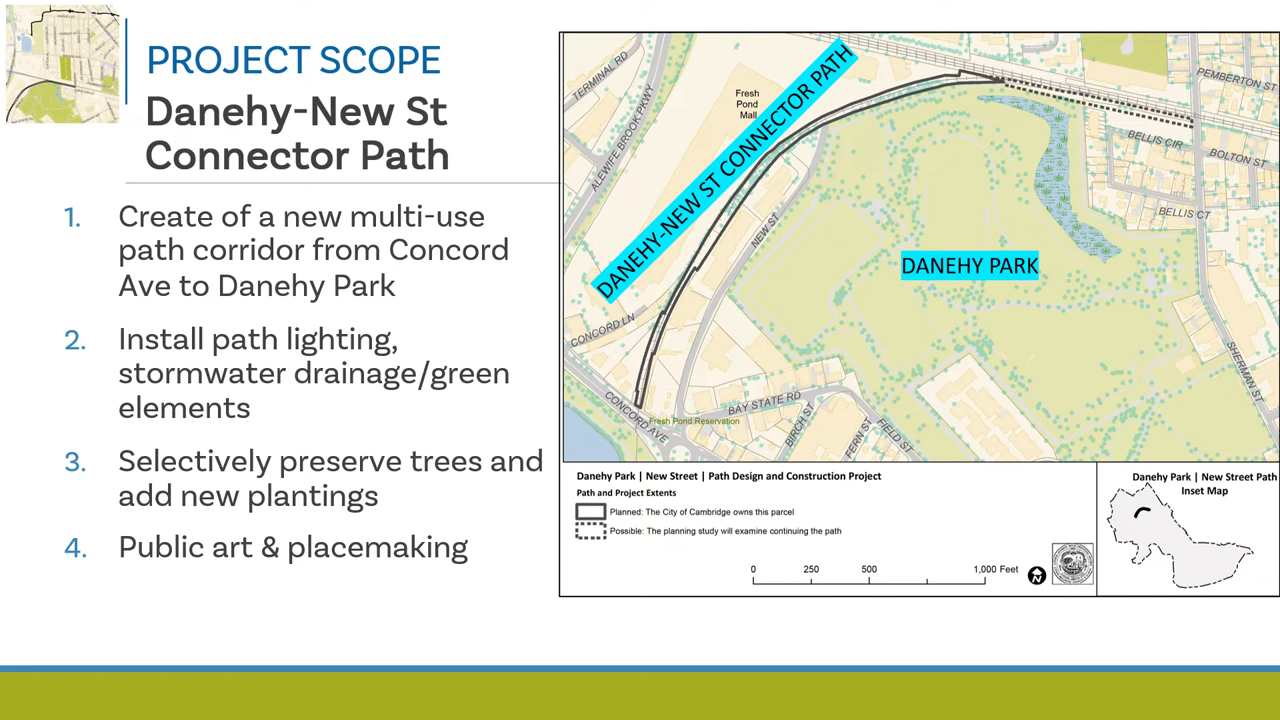 PROJECT SCOPE
Danehy-New St
Connector Path
1. Create of a new multi-use
path corridor from Concord
Ave to Danehy Park
2. Install path lighting,
stormwater drainage/green
elements
3. Selectively preserve trees and
add new plantings
4. Public art & placemaking
TERMINAL RD
ALEWIFE BROOK PKWY
Fresh
Pond
Mall
DANEHY-NEW ST CONNECTOR PATH
PEMBERTON ST
BELLIS CIR
BOLTON ST
BELLIS CT
NEW ST
DANEHY PARK
CONCORD LN
SHERMAN ST
CONCORD AVE
Fresh Pond Reservation
BAY STATE RD
BIRCH ST
FERN ST
FIELD ST
Danehy Park | New Street | Path Design and Construction Project
Path and Project Extents
Planned: The City of Cambridge owns this parcel
Possible: The planning study will examine continuing the path
0 250 500 1,000 Feet
Danehy Park | New Street Path
Inset Map